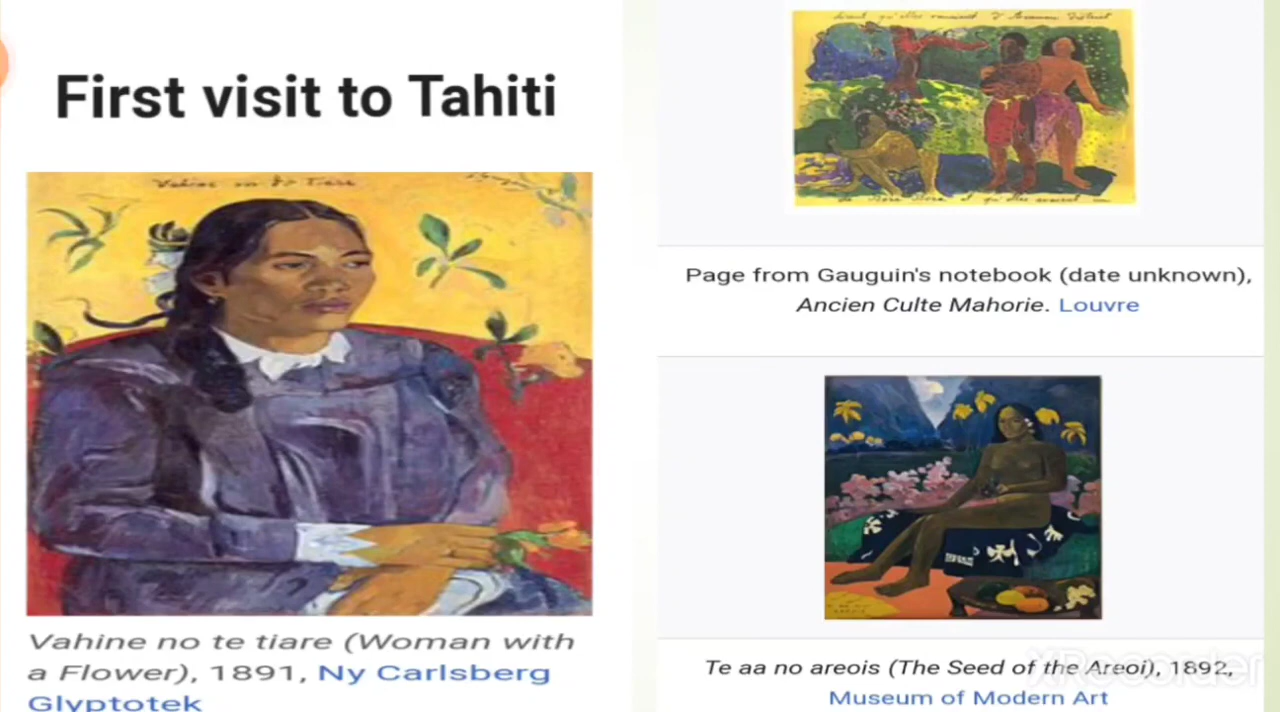 First visit to Tahiti
Vahine no te tiare (Woman with
a Flower), 1891, Ny Carlsberg
Glyptotek
Page from Gauguin's notebook (date unknown),
Ancien Culte Mahorie. Louvre
Te aa no areois (The Seed of the Areoi), 1892,
Museum of Modern Art
XRecorder